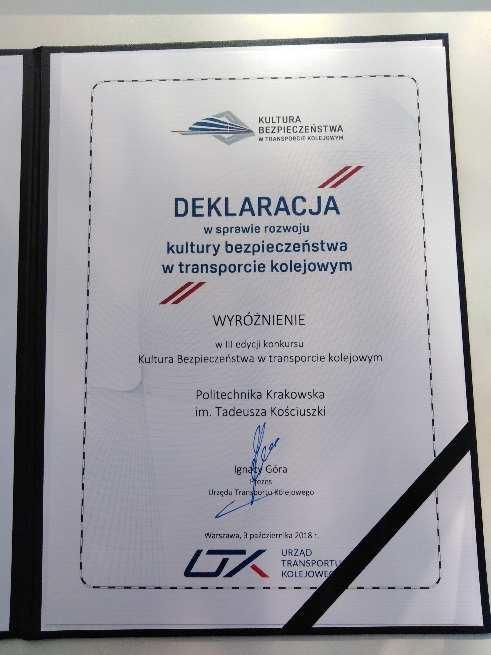 KULTURA
BEZPIECZEŃSTWA
W TRANSPORCIE KOLEJOWYM
DEKLARACJA
w sprawie rozwoju
kultury bezpieczeństwa
w transporcie kolejowym
WYRÓŻNIENIE
w III edycji konkursu
Kultura Bezpieczeństwa w transporcie kolejowym
Politechnika Krakowska
im. Tadeusza Kościuszki
Ignacy Góra
Prezes
Urzędu Transportu Kolejowego
Warszawa, 3 października 2018 r.
UTK
URZĄD
TRANSPORTU
KOLEJOWEGO